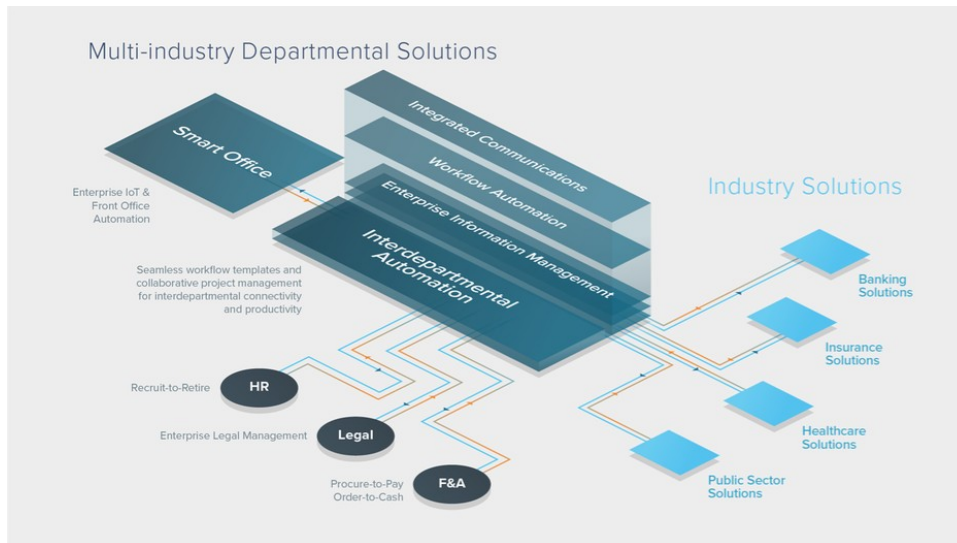 Multi-industry Departmental Solutions
Integrated Communications
Smart Office
Workflow Automation
Enterprise Information Management
Industry Solutions
Enterprise IoT &
Front Office
Automation
Interdepartmental
Automation
Seamless workflow templates and
collaborative project management
for interdepartmental connectivity
and productivity
Banking
Solutions
Insurance
Solutions
Recruit-to-Retire
HR
Healthcare
Solutions
Enterprise Legal Management
Legal
Procure-to-Pay
Order-to-Cash
F&A
Public Sector
Solutions